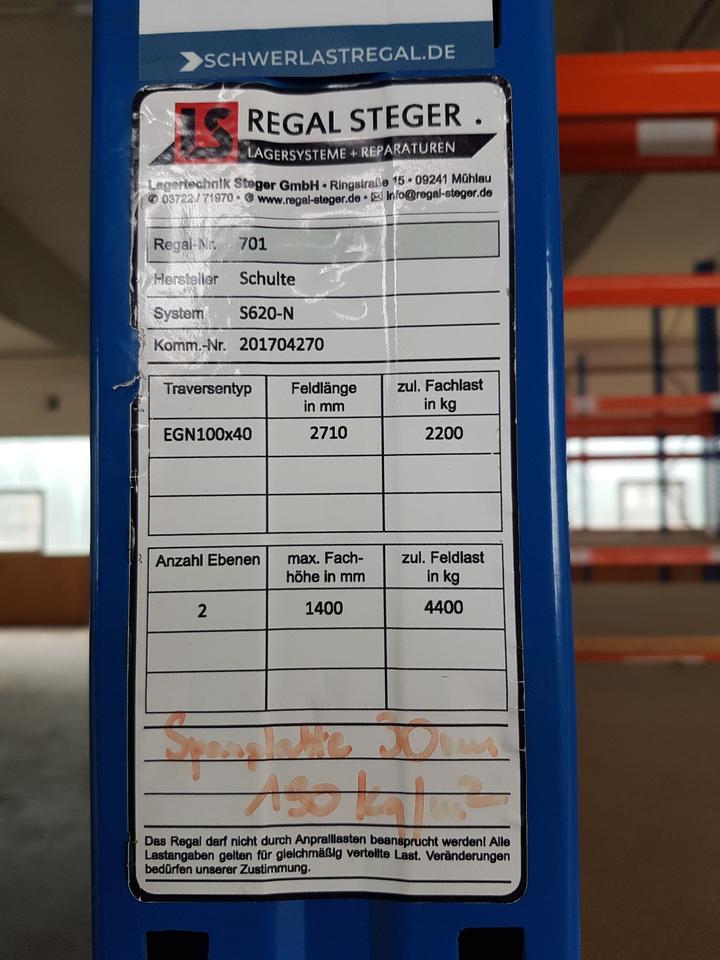 SCHWERLASTREGAL.DE
LS REGAL STEGER .
LAGERSYSTEME + REPARATUREN
Lagertechnik Steger GmbH • Ringstraße 15 • 09241 Mühlau
✆ 03722 / 71970 • www.regal-steger.de • ✉ info@regal-steger.de
Regal-Nr. 701
Hersteller Schulte
System S620-N
Komm.-Nr. 201704270
Traversentyp Feldlänge in mm zul. Fachlast in kg
EGN100x40 2710 2200
Anzahl Ebenen max. Fach-höhe in mm zul. Feldlast in kg
2 1400 4400
Spanplatte 30mm
190 kg/m²
Das Regal darf nicht durch Anpralllasten beansprucht werden! Alle
Lastangaben gelten für gleichmäßig verteilte Last. Veränderungen
bedürfen unserer Zustimmung.